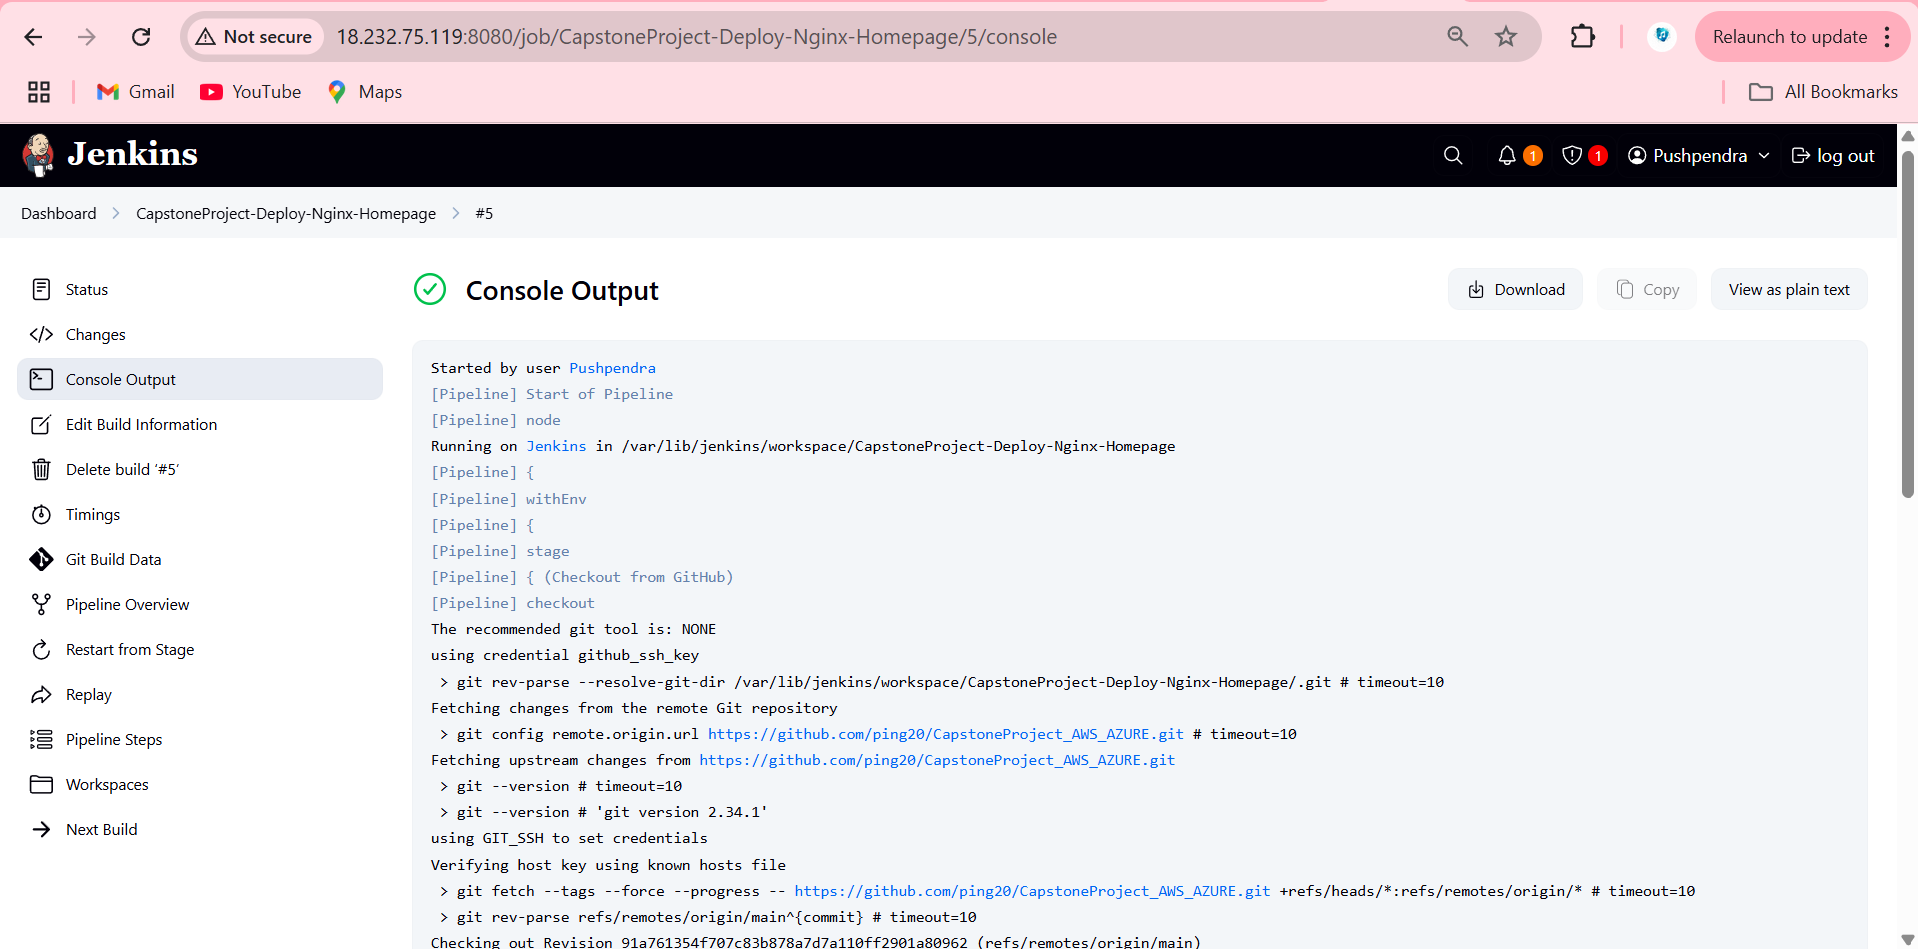 Not secure 18.232.75.119:8080/job/CapstoneProject-Deploy-Nginx-Homepage/5/console Relaunch to update
Gmail YouTube Maps All Bookmarks
Jenkins 1 1 Pushpendra log out
Dashboard CapstoneProject-Deploy-Nginx-Homepage #5
Status
Changes
Console Output
Edit Build Information
Delete build ‘#5’
Timings
Git Build Data
Pipeline Overview
Restart from Stage
Replay
Pipeline Steps
Workspaces
Next Build
Console Output Download Copy View as plain text
Started by user Pushpendra
[Pipeline] Start of Pipeline
[Pipeline] node
Running on Jenkins in /var/lib/jenkins/workspace/CapstoneProject-Deploy-Nginx-Homepage
[Pipeline] {
[Pipeline] withEnv
[Pipeline] {
[Pipeline] stage
[Pipeline] { (Checkout from GitHub)
[Pipeline] checkout
The recommended git tool is: NONE
using credential github_ssh_key
> git rev-parse --resolve-git-dir /var/lib/jenkins/workspace/CapstoneProject-Deploy-Nginx-Homepage/.git # timeout=10
Fetching changes from the remote Git repository
> git config remote.origin.url https://github.com/ping20/CapstoneProject_AWS_AZURE.git # timeout=10
Fetching upstream changes from https://github.com/ping20/CapstoneProject_AWS_AZURE.git
> git --version # timeout=10
> git --version # 'git version 2.34.1'
using GIT_SSH to set credentials
Verifying host key using known hosts file
> git fetch --tags --force --progress -- https://github.com/ping20/CapstoneProject_AWS_AZURE.git +refs/heads/*:refs/remotes/origin/* # timeout=10
> git rev-parse refs/remotes/origin/main^{commit} # timeout=10
Checking out Revision 91a761354f707c83b878a7d7a110ff2901a80962 (refs/remotes/origin/main)